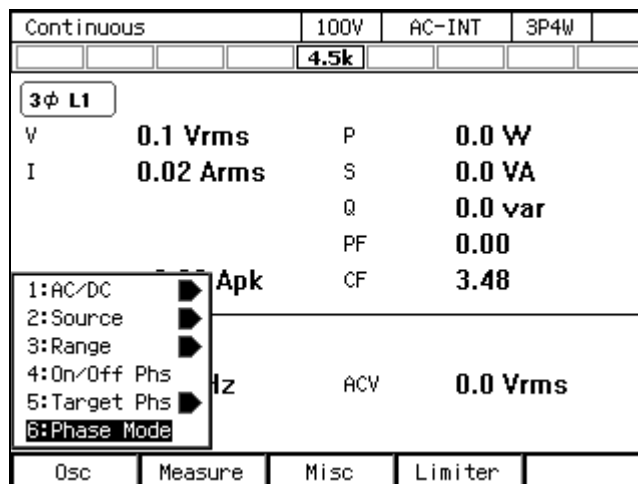 Continuous 100V AC-INT 3P4W
4.5k
3φ L1
V 0.1 Vrms P 0.0 W
I 0.02 Arms S 0.0 VA
Q 0.0 var
PF 0.00
Apk CF 3.48
1:AC/DC
2:Source
3:Range
4:On/Off Phs
5:Target Phs
6:Phase Mode
Hz ACV 0.0 Vrms
Osc Measure Misc Limiter